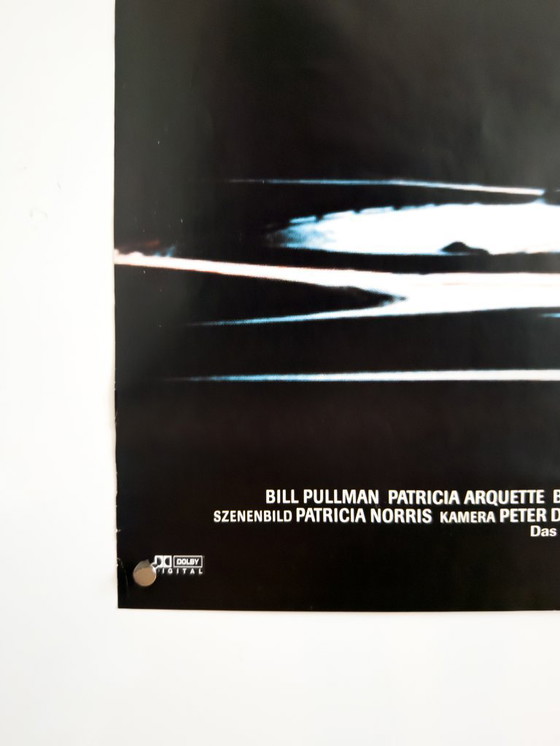 BILL PULLMAN PATRICIA ARQUETTE B
SZENENBILD PATRICIA NORRIS KAMERA PETER D
Das
DOLBY
DIGITAL